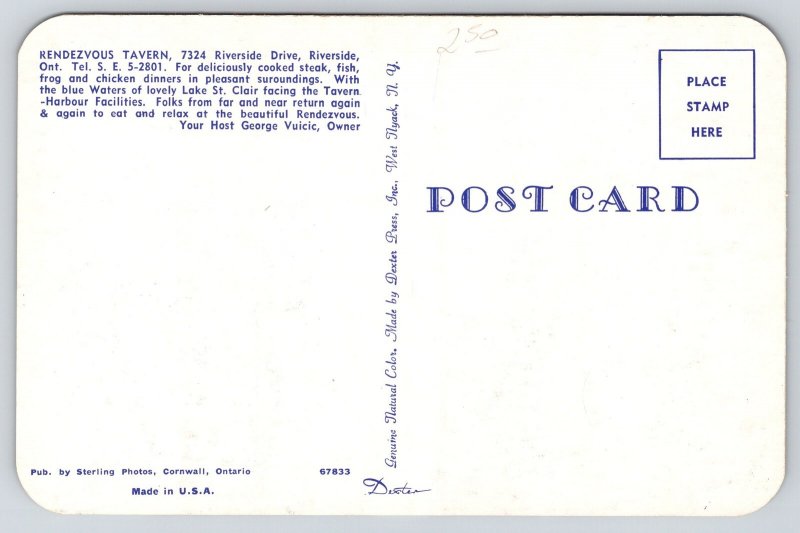 RENDEZVOUS TAVERN, 7324 Riverside Drive, Riverside,
Ont. Tel. S. E. 5-2801. For deliciously cooked steak, fish,
frog and chicken dinners in pleasant suroundings. With
the blue Waters of lovely Lake St. Clair facing the Tavern
-Harbour Facilities. Folks from far and near return again
& again to eat and relax at the beautiful Rendezvous.
Your Host George Vuicic, Owner
Pub. by Sterling Photos, Cornwall, Ontario 67833
Made in U.S.A.
Genuine Natural Color. Made by Dexter Press, Inc., West Nyack, N. Y.
Dexter
250
POST CARD
PLACE
STAMP
HERE